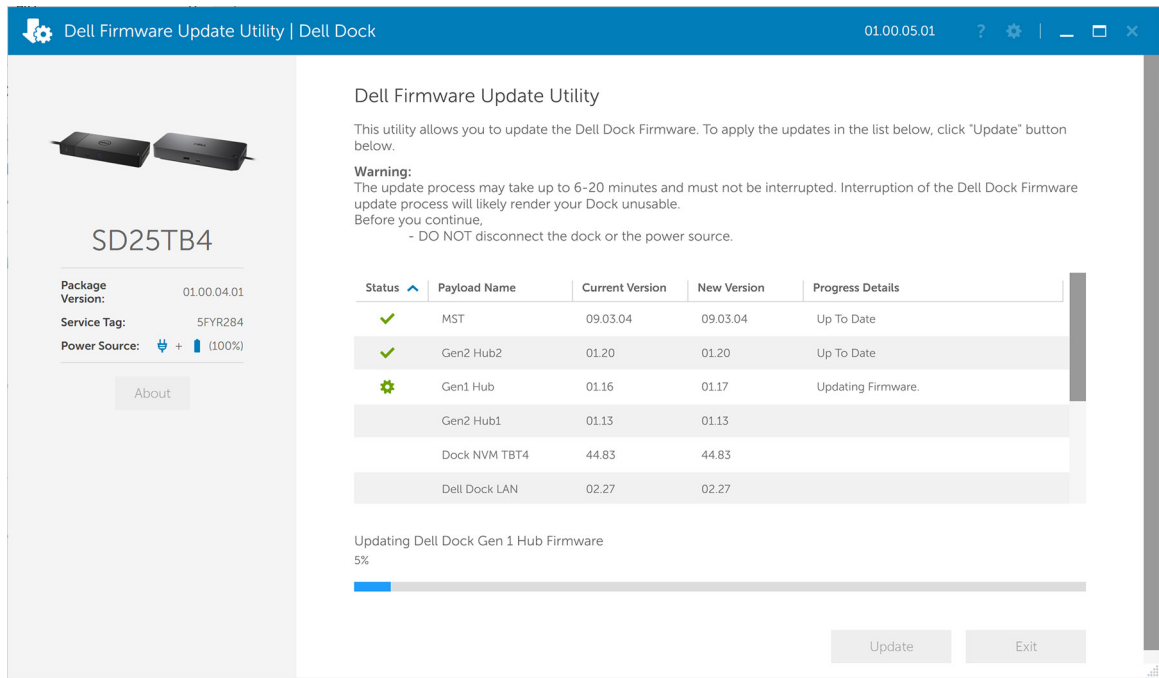 Dell Firmware Update Utility | Dell Dock
01.00.05.01
?
Dell Firmware Update Utility
This utility allows you to update the Dell Dock Firmware. To apply the updates in the list below, click "Update" button
below.
Warning:
The update process may take up to 6-20 minutes and must not be interrupted. Interruption of the Dell Dock Firmware
update process will likely render your Dock unusable.
Before you continue,
- DO NOT disconnect the dock or the power source.
SD25TB4
Package
Version: 01.00.04.01
Service Tag: 5FYR284
Power Source: + (100%)
About
Status Payload Name Current Version New Version Progress Details
MST 09.03.04 09.03.04 Up To Date
Gen2 Hub2 01.20 01.20 Up To Date
Gen1 Hub 01.16 01.17 Updating Firmware.
Gen2 Hub1 01.13 01.13
Dock NVM TBT4 44.83 44.83
Dell Dock LAN 02.27 02.27
Updating Dell Dock Gen 1 Hub Firmware
5%
Update Exit